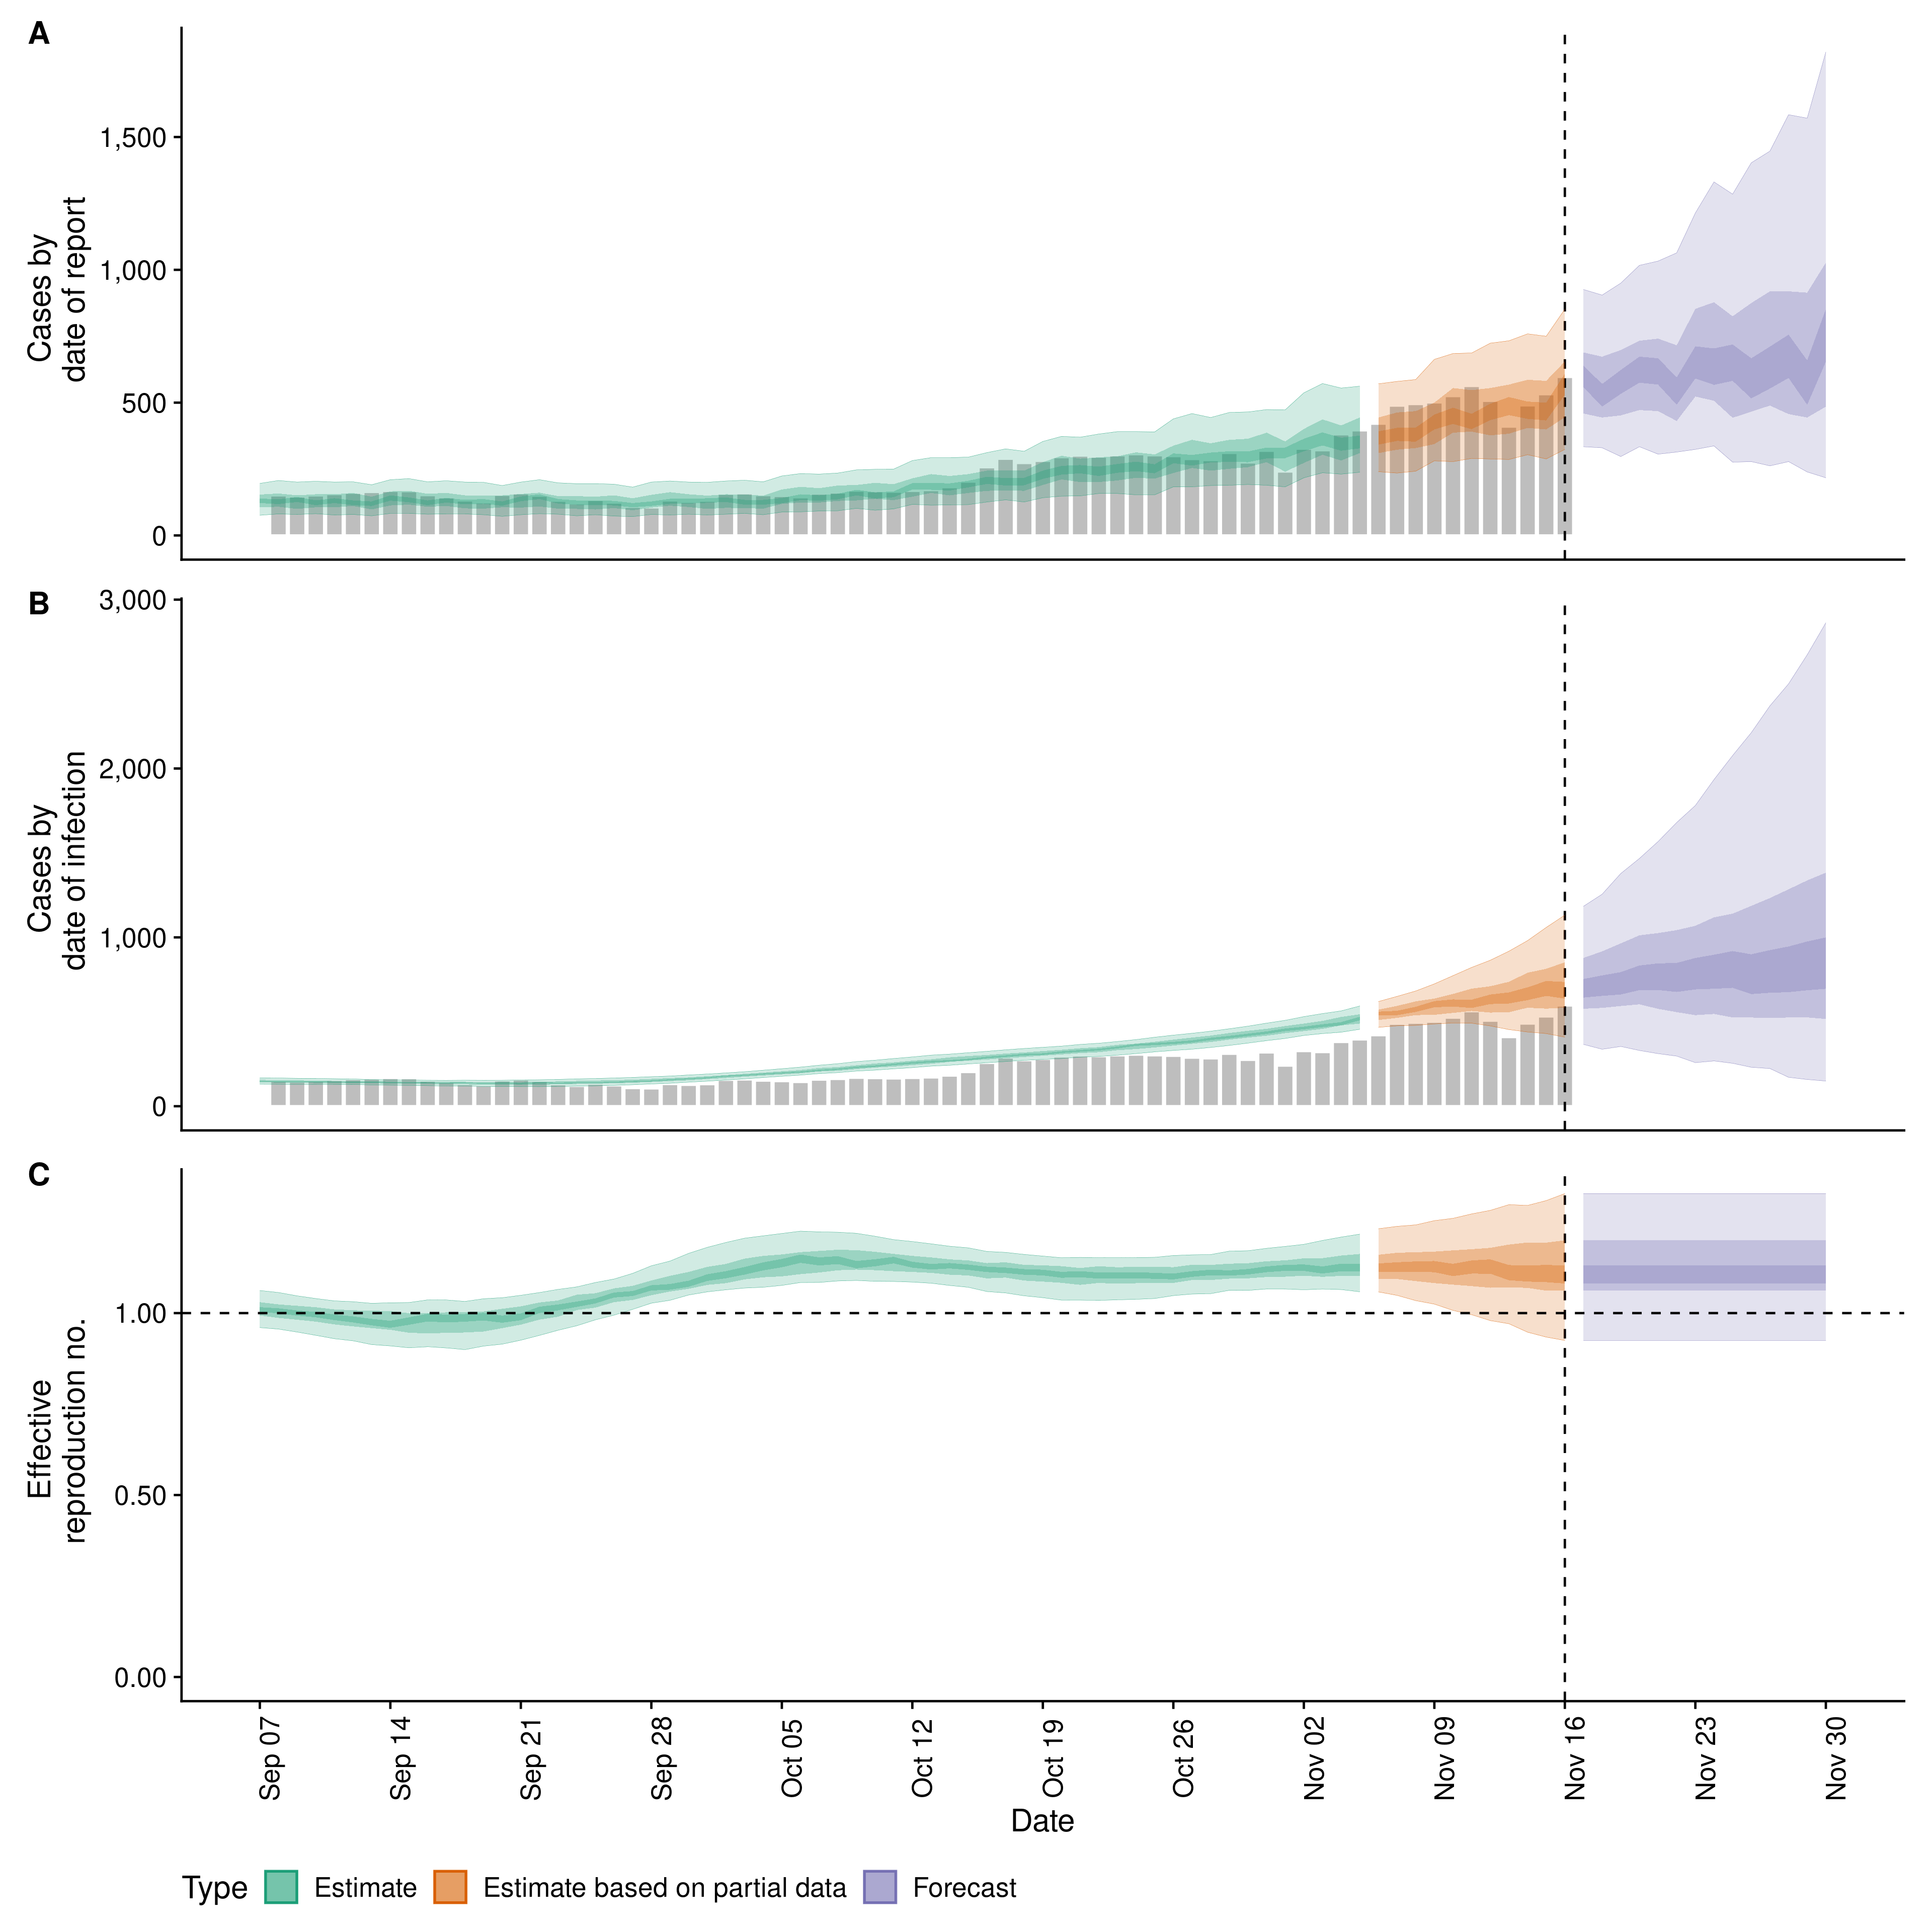 A
Cases by
date of report
1,500
1,000
500
0
B
Cases by
date of infection
3,000
2,000
1,000
0
C
Effective
reproduction no.
1.00
0.50
0.00
Sep 07
Sep 14
Sep 21
Sep 28
Oct 05
Oct 12
Oct 19
Oct 26
Nov 02
Nov 09
Nov 16
Nov 23
Nov 30
Date
Type Estimate Estimate based on partial data Forecast